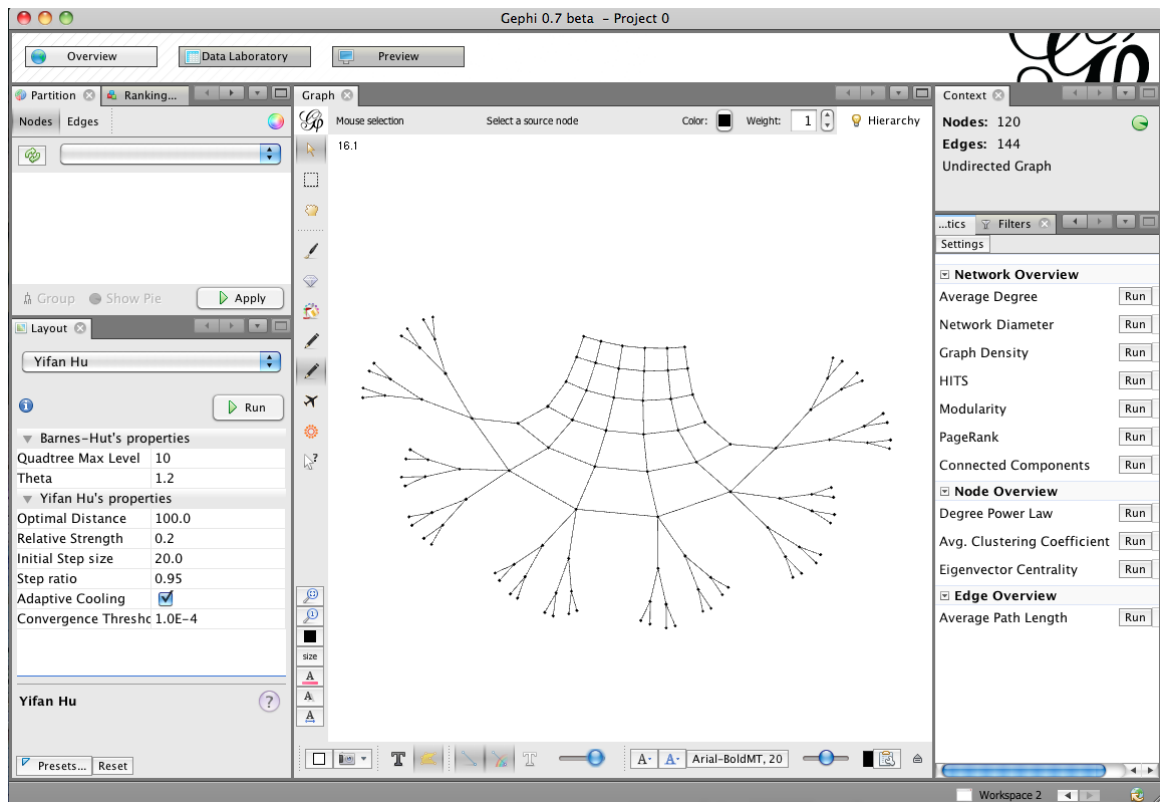 Gephi 0.7 beta – Project 0
Overview
Data Laboratory
Preview
Partition
Ranking...
Nodes Edges
Group Show Pie Apply
Layout
Yifan Hu
Run
Barnes-Hut's properties
Quadtree Max Level 10
Theta 1.2
Yifan Hu's properties
Optimal Distance 100.0
Relative Strength 0.2
Initial Step size 20.0
Step ratio 0.95
Adaptive Cooling
Convergence Thresho 1.0E-4
Yifan Hu
?
Presets... Reset
Graph
Mouse selection Select a source node Color: Weight: 1 Hierarchy
16.1
size
A
A
A
T T A- A- Arial-BoldMT, 20
Context
Nodes: 120
Edges: 144
Undirected Graph
...tics Filters
Settings
Network Overview
Average Degree Run
Network Diameter Run
Graph Density Run
HITS Run
Modularity Run
PageRank Run
Connected Components Run
Node Overview
Degree Power Law Run
Avg. Clustering Coefficient Run
Eigenvector Centrality Run
Edge Overview
Average Path Length Run
Workspace 2